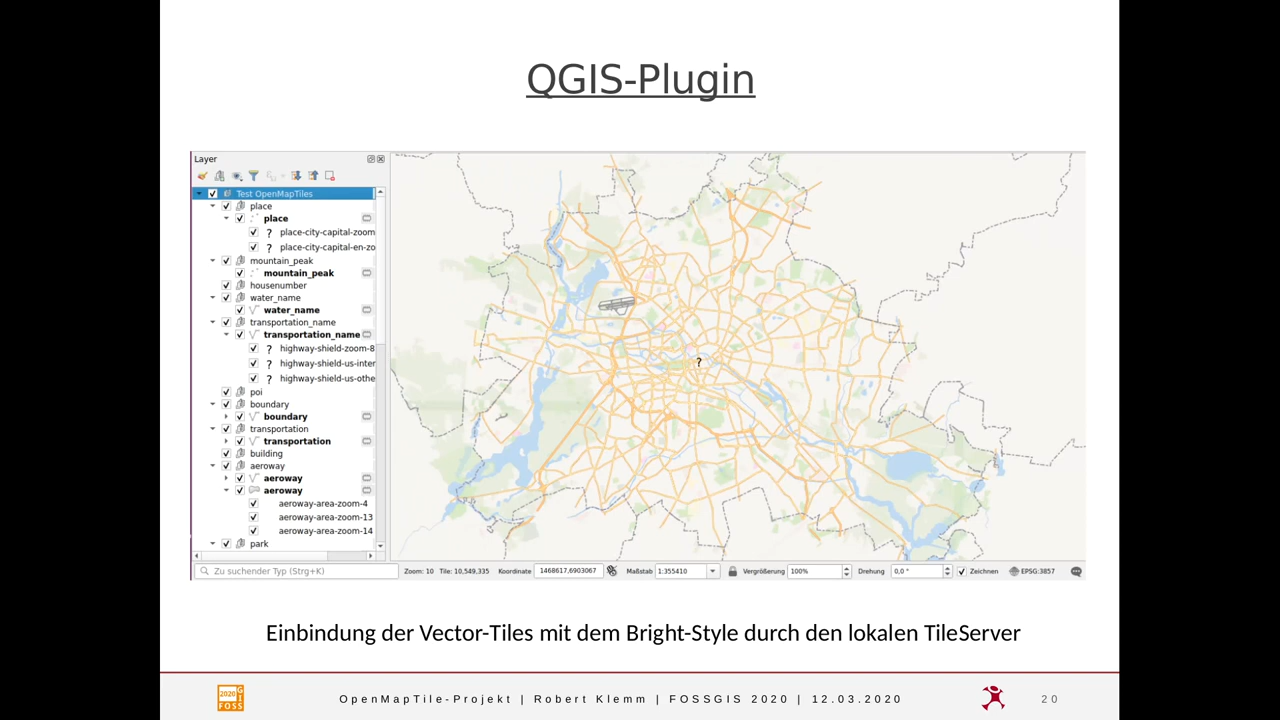 QGIS-Plugin
Layer
Test OpenMapTiles
place
place
? place-city-capital-zoom
? place-city-capital-en-zo
mountain_peak
mountain_peak
housenumber
water_name
water_name
transportation_name
transportation_name
? highway-shield-zoom-8
? highway-shield-us-inter
? highway-shield-us-othe
poi
boundary
boundary
transportation
transportation
building
aeroway
aeroway
aeroway
aeroway-area-zoom-4
aeroway-area-zoom-13
aeroway-area-zoom-14
park
?
Zu suchender Typ (Strg+K) Zoom: 10 Tile: 10,549,335 Koordinate 1468617,6903067 Maßstab 1:355410 Vergrößerung 100% Drehung 0,0 ° Zeichnen EPSG:3857
Einbindung der Vector-Tiles mit dem Bright-Style durch den lokalen TileServer
2020 GI FOSS
OpenMapTile-Projekt | Robert Klemm | FOSSGIS 2020 | 12.03.2020 20